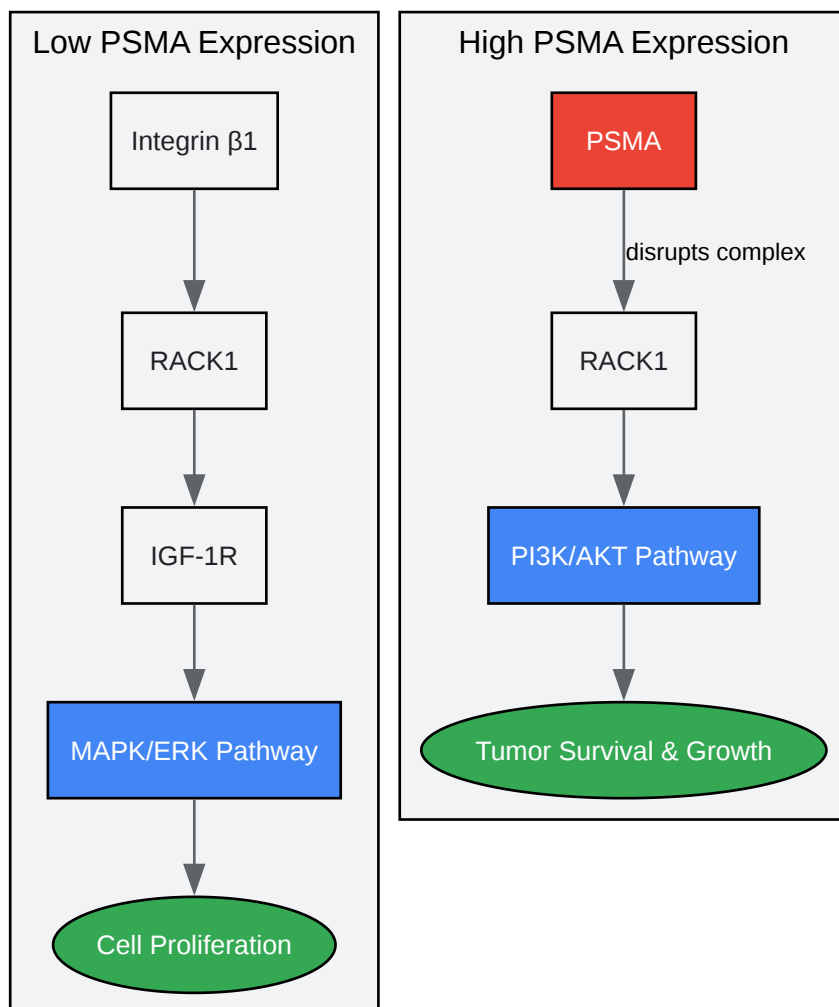 Low PSMA Expression
Integrin β1
RACK1
IGF-1R
MAPK/ERK Pathway
Cell Proliferation
High PSMA Expression
PSMA
disrupts complex
RACK1
PI3K/AKT Pathway
Tumor Survival & Growth